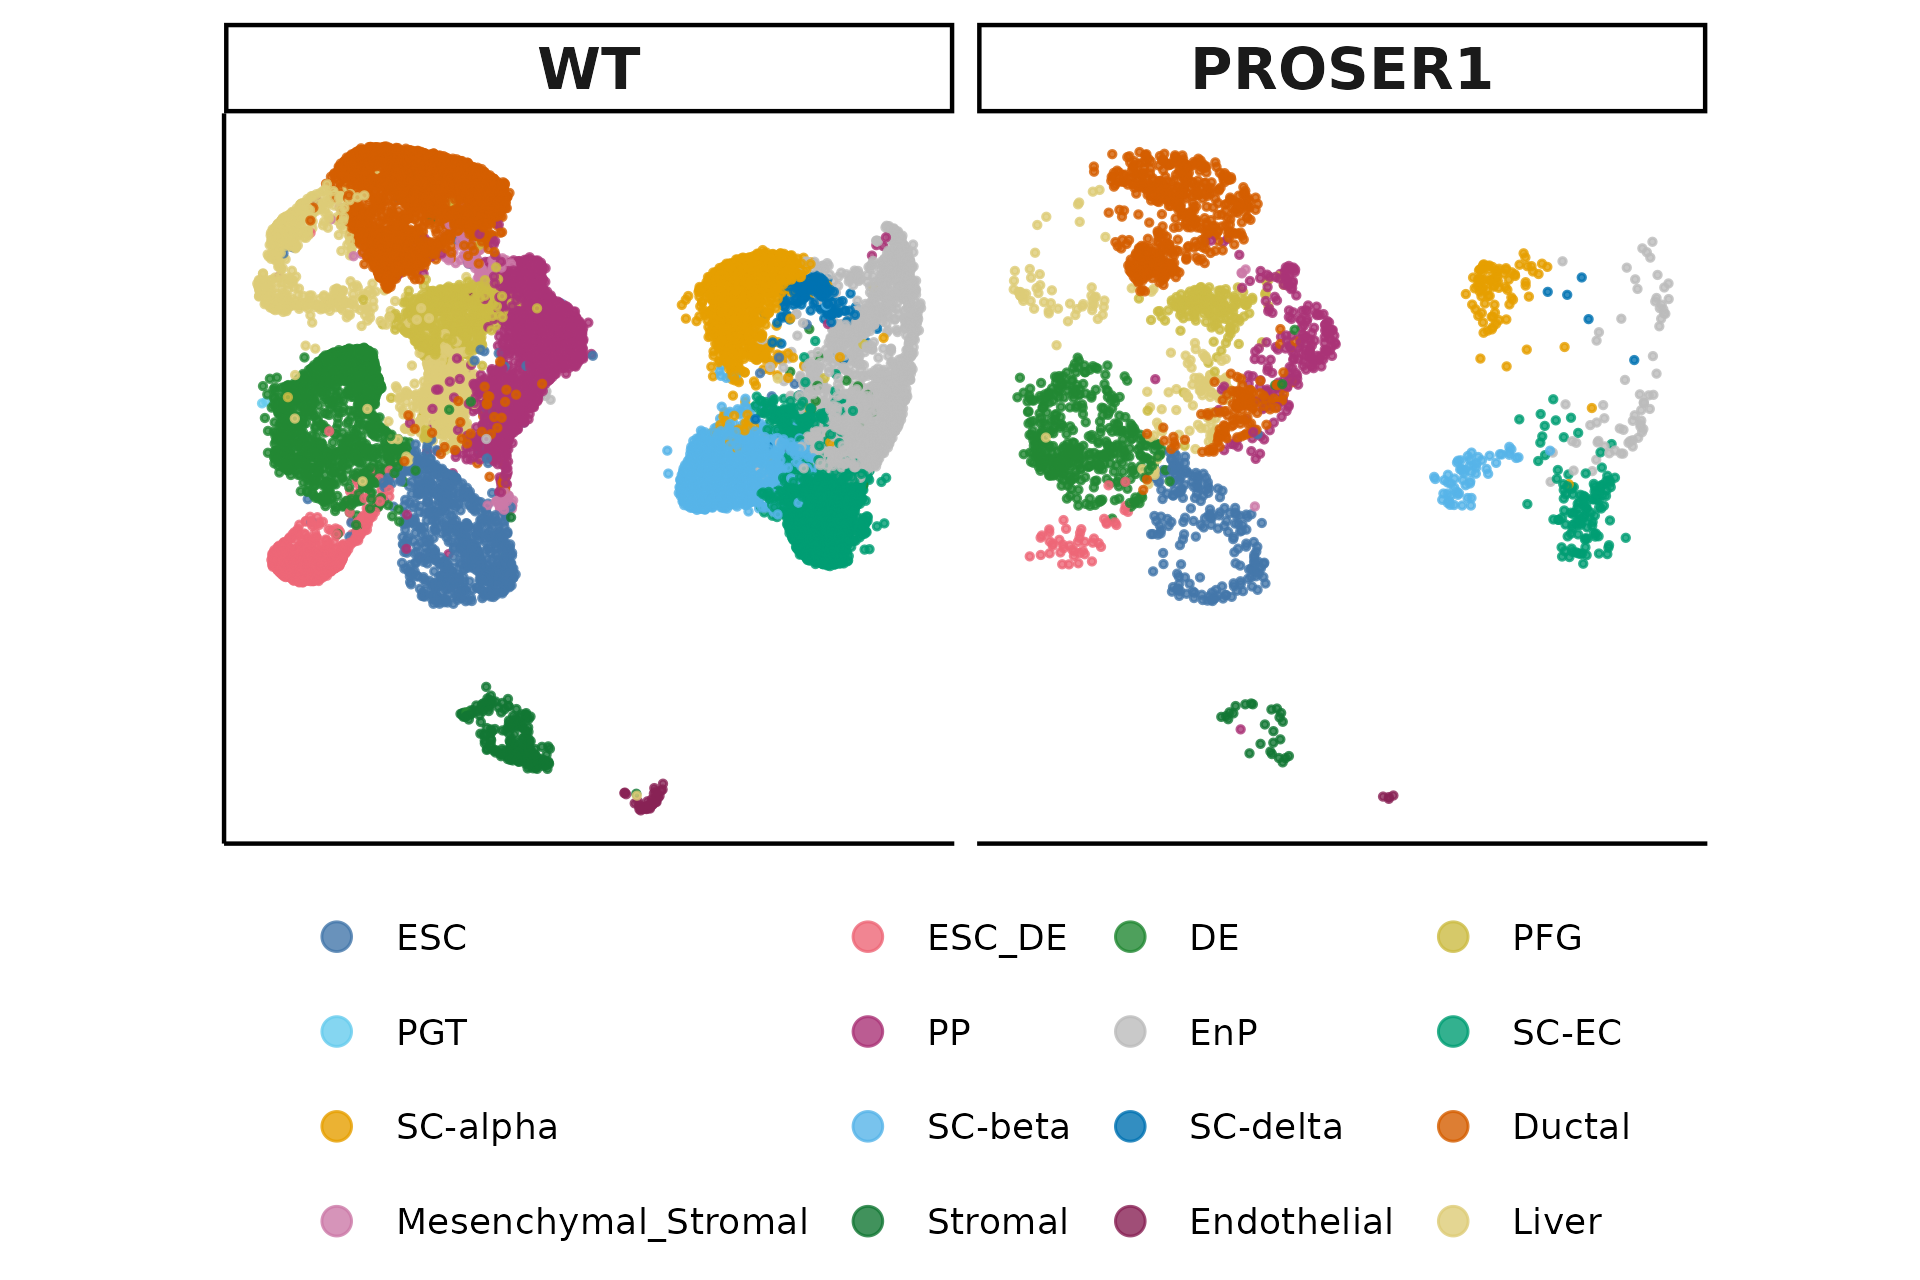 WT
PROSER1
ESC
ESC_DE
DE
PFG
PGT
PP
EnP
SC-EC
SC-alpha
SC-beta
SC-delta
Ductal
Mesenchymal_Stromal
Stromal
Endothelial
Liver